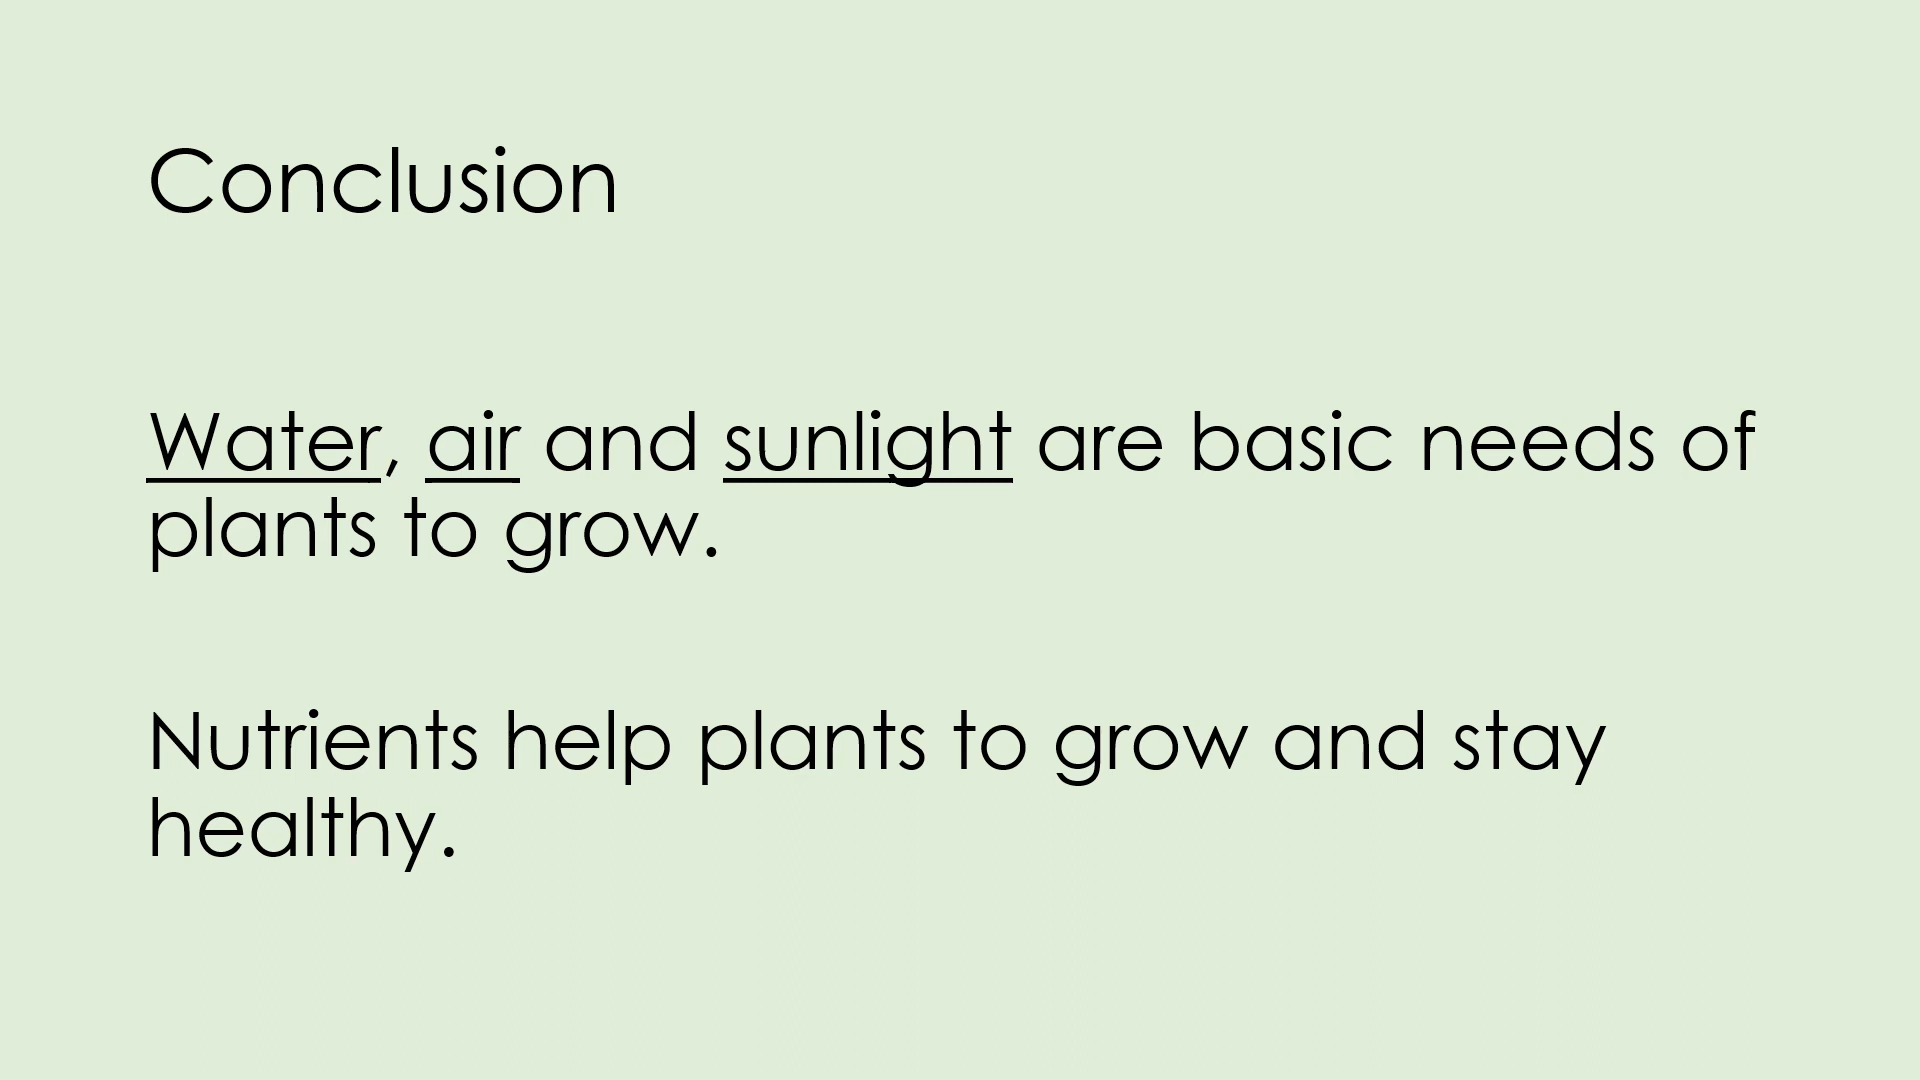 Conclusion
Water, air and sunlight are basic needs of
plants to grow.
Nutrients help plants to grow and stay
healthy.